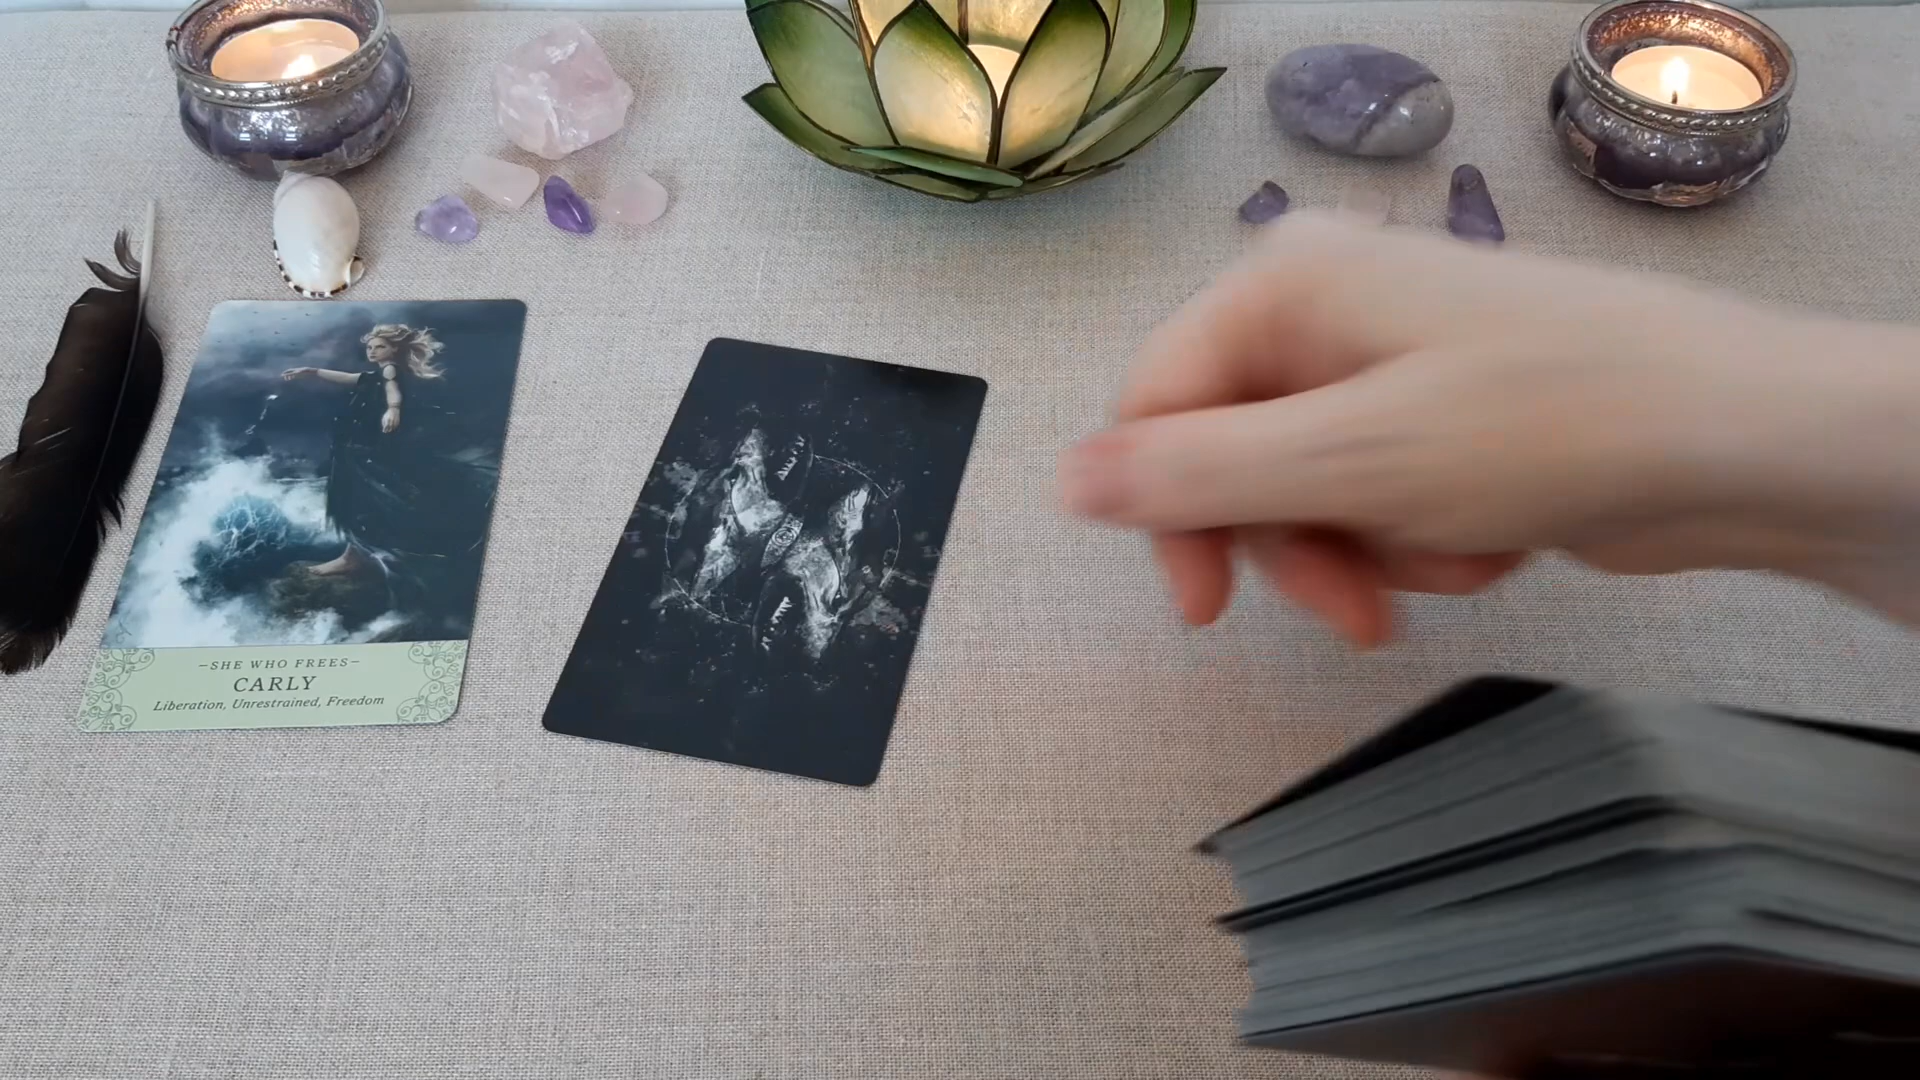 –SHE WHO FREES–
CARLY
Liberation, Unrestrained, Freedom